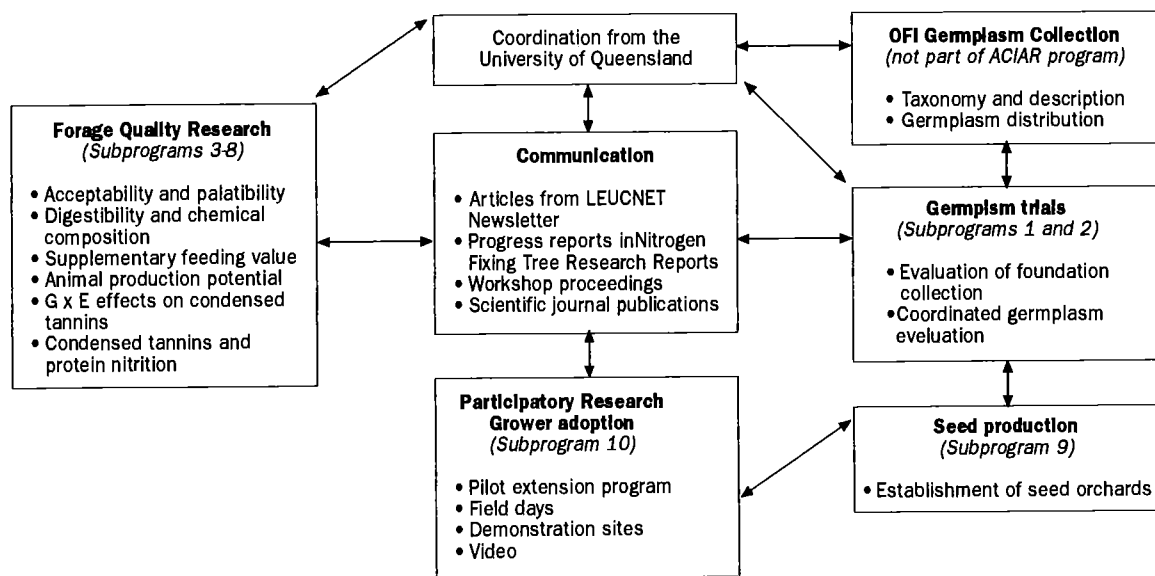 Coordination from the
University of Queensland
OFI Germplasm Collection
(not part of ACIAR program)
• Taxonomy and description
• Germplasm distribution
Forage Quality Research
(Subprograms 3-8)
• Acceptability and palatibility
• Digestibility and chemical
composition
• Supplementary feeding value
• Animal production potential
• G x E effects on condensed
tannins
• Condensed tannins and
protein nitrition
Communication
• Articles from LEUCNET
Newsletter
• Progress reports inNitrogen
Fixing Tree Research Reports
• Workshop proceedings
• Scientific journal publications
Germplsm trials
(Subprograms 1 and 2)
• Evaluation of foundation
collection
•Coordinated germplasm
eveluation
Participatory Research
Grower adoption
(Subprogram 10)
• Pilot extension program
• Field days
• Demonstration sites
• Video
Seed production
(Subprogram 9)
• Establishment of seed orchards